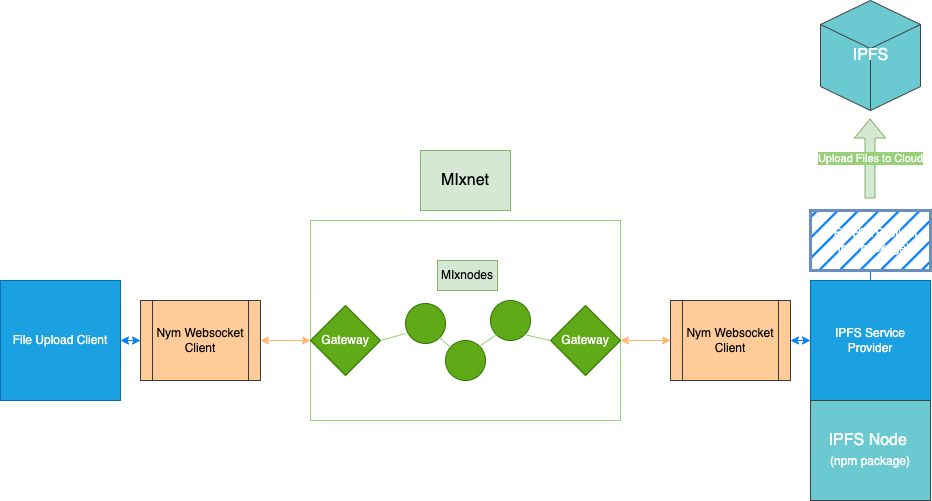 IPFS
Upload Files to Cloud
MIxnet
MIxnodes
File Upload Client
Nym Websocket
Client
Gateway
Gateway
Nym Websocket
Client
IPFS Service
Provider
IPFS Node
(npm package)